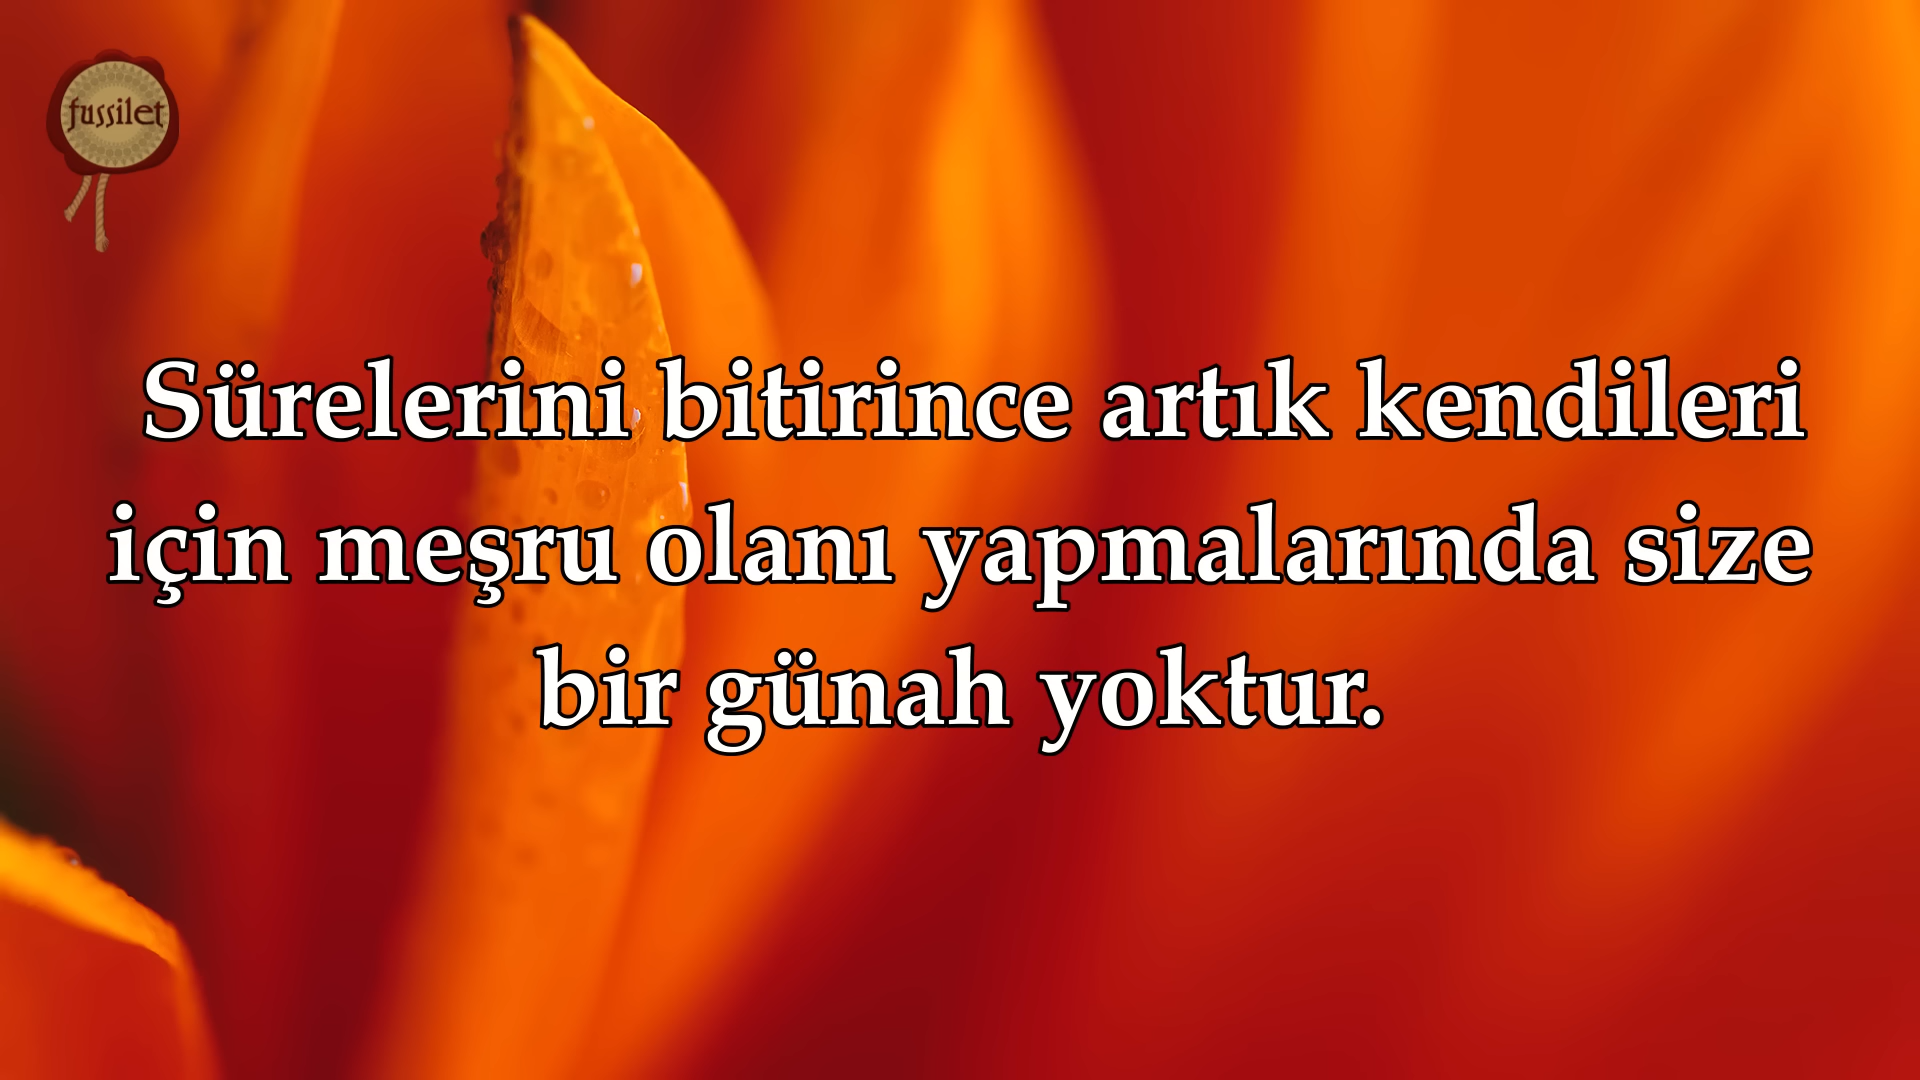 fussilet
Sürelerini bitirince artık kendileri
için meşru olanı yapmalarında size
bir günah yoktur.